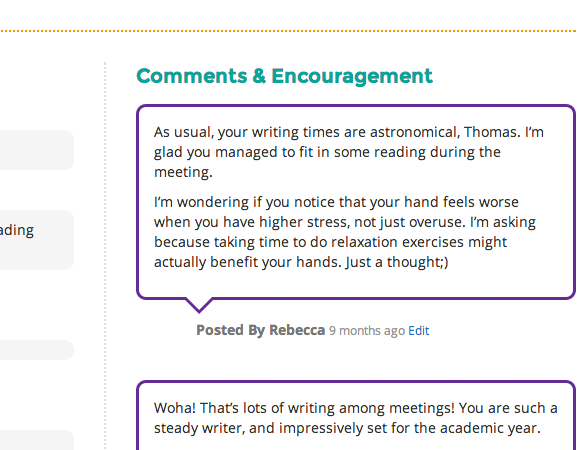 Comments & Encouragement
As usual, your writing times are astronomical, Thomas. I'm
glad you managed to fit in some reading during the
meeting.
I'm wondering if you notice that your hand feels worse
when you have higher stress, not just overuse. I'm asking
because taking time to do relaxation exercises might
actually benefit your hands. Just a thought;)
ading
Posted By Rebecca 9 months ago Edit
Woha! That's lots of writing among meetings! You are such a
steady writer, and impressively set for the academic year.